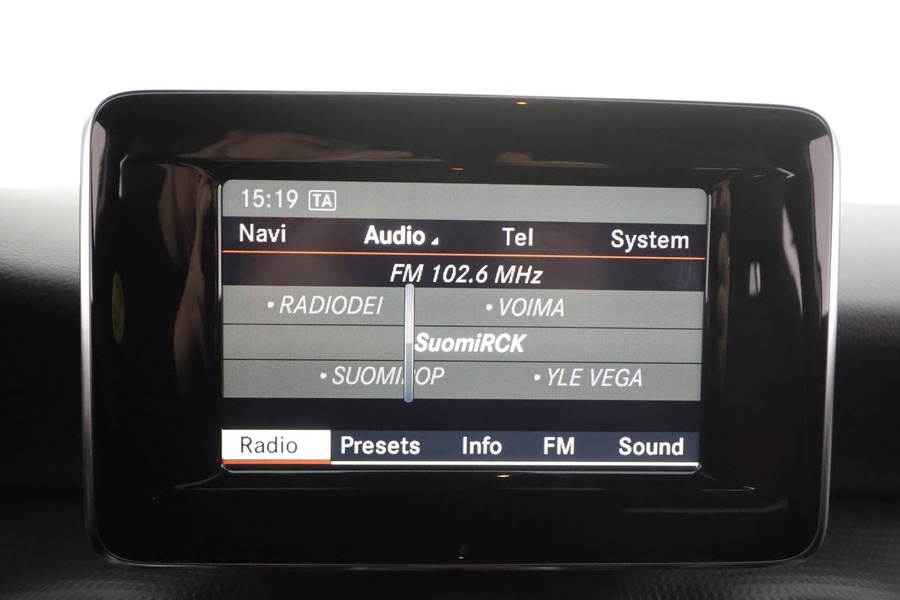 15:19 TA
Navi Audio Tel System
FM 102.6 MHz
• RADIODEI • VOIMA
SuomiRCK
• YLE VEGA
Radio Presets Info FM Sound